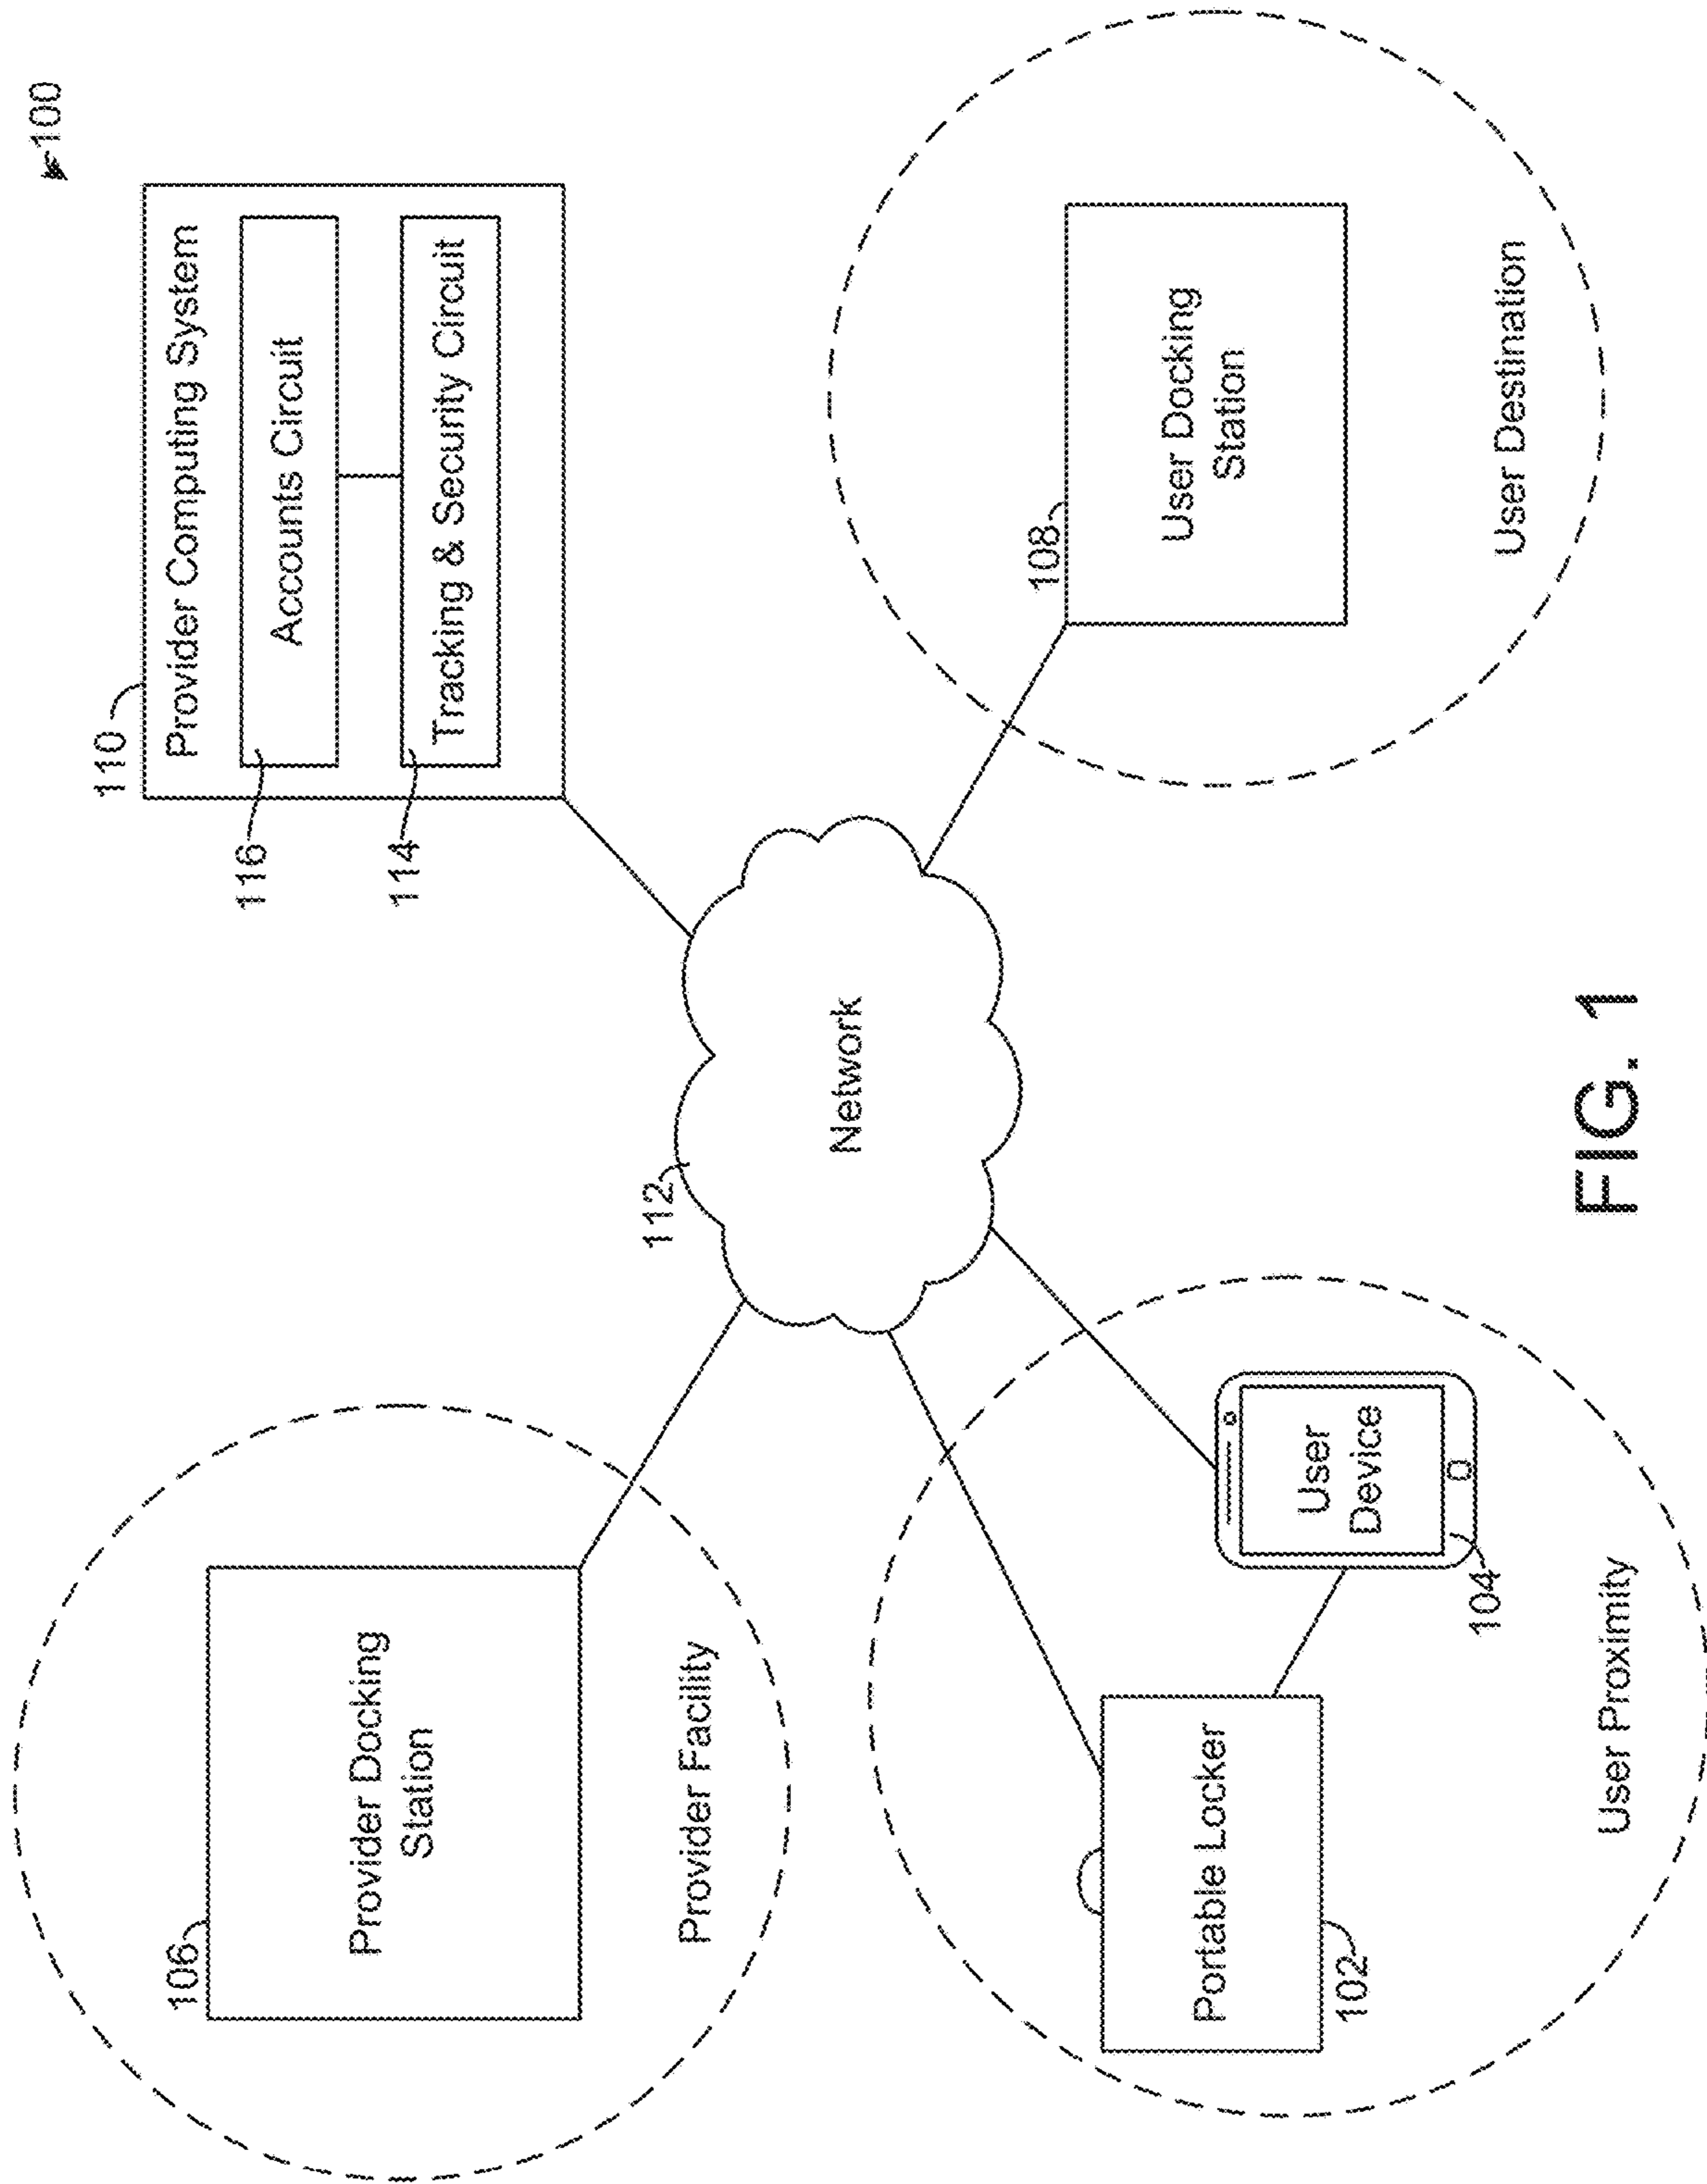 100
110
Provider Computing System
116
Accounts Circuit
114
Tracking & Security Circuit
106
Provider Docking
Station
Provider Facility
112
Network
108
User Docking
Station
User Destination
Portable Locker
102
User
Device
104
User Proximity
FIG. 1